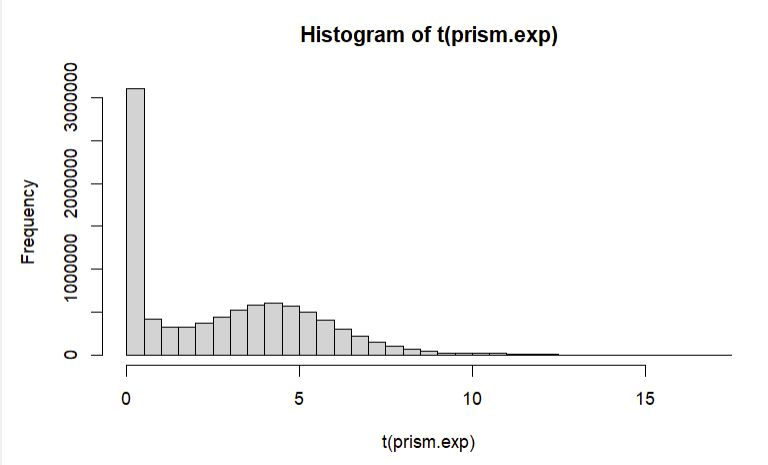 Histogram of t(prism.exp)
Frequency
3000000
2000000
1000000
0
0 5 10 15
t(prism.exp)